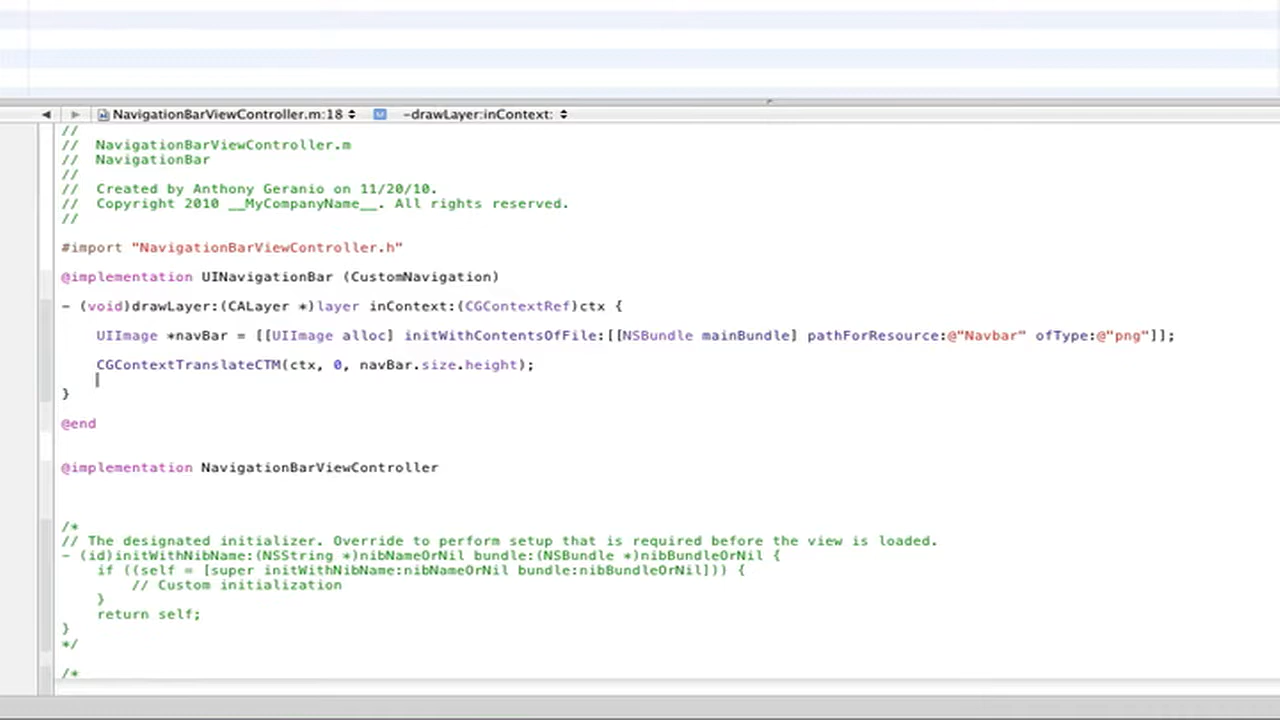 NavigationBarViewController.m:18 -drawLayer:inContext:
//
// NavigationBarViewController.m
// NavigationBar
//
// Created by Anthony Geranio on 11/20/10.
// Copyright 2010 __MyCompanyName__. All rights reserved.
//
#import "NavigationBarViewController.h"
@implementation UINavigationBar (CustomNavigation)
- (void)drawLayer:(CALayer *)layer inContext:(CGContextRef)ctx {
UIImage *navBar = [[UIImage alloc] initWithContentsOfFile:[[NSBundle mainBundle] pathForResource:@"Navbar" ofType:@"png"]];
CGContextTranslateCTM(ctx, 0, navBar.size.height);
}
@end
@implementation NavigationBarViewController
/*
// The designated initializer. Override to perform setup that is required before the view is loaded.
- (id)initWithNibName:(NSString *)nibNameOrNil bundle:(NSBundle *)nibBundleOrNil {
if ((self = [super initWithNibName:nibNameOrNil bundle:nibBundleOrNil])) {
// Custom initialization
}
return self;
}
*/
/*